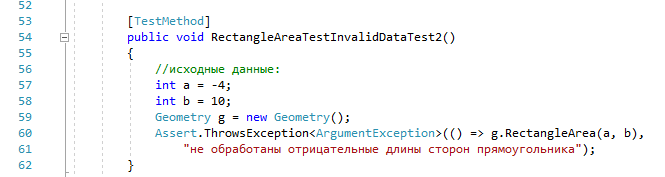 52
53 [TestMethod]
54 public void RectangleAreaTestInvalidDataTest2()
55 {
56 //исходные данные:
57 int a = -4;
58 int b = 10;
59 Geometry g = new Geometry();
60 Assert.ThrowsException<ArgumentException>(() => g.RectangleArea(a, b),
61 "не обработаны отрицательные длины сторон прямоугольника");
62 }